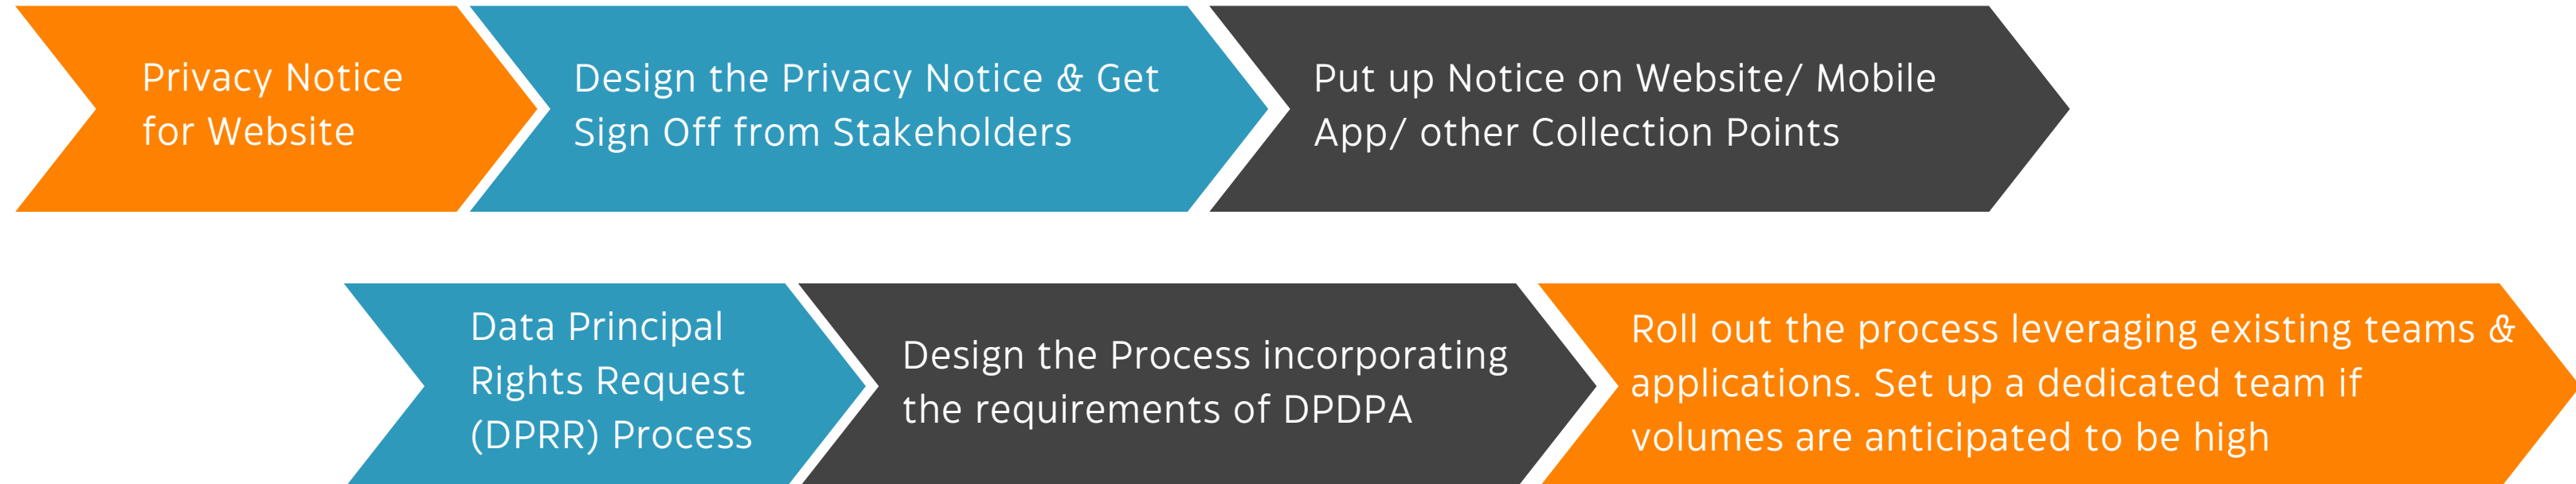 Privacy Notice
for Website
Design the Privacy Notice & Get
Sign Off from Stakeholders
Put up Notice on Website/ Mobile
App/ other Collection Points
Data Principal
Rights Request
(DPRR) Process
Design the Process incorporating
the requirements of DPDPA
Roll out the process leveraging existing teams &
applications. Set up a dedicated team if
volumes are anticipated to be high